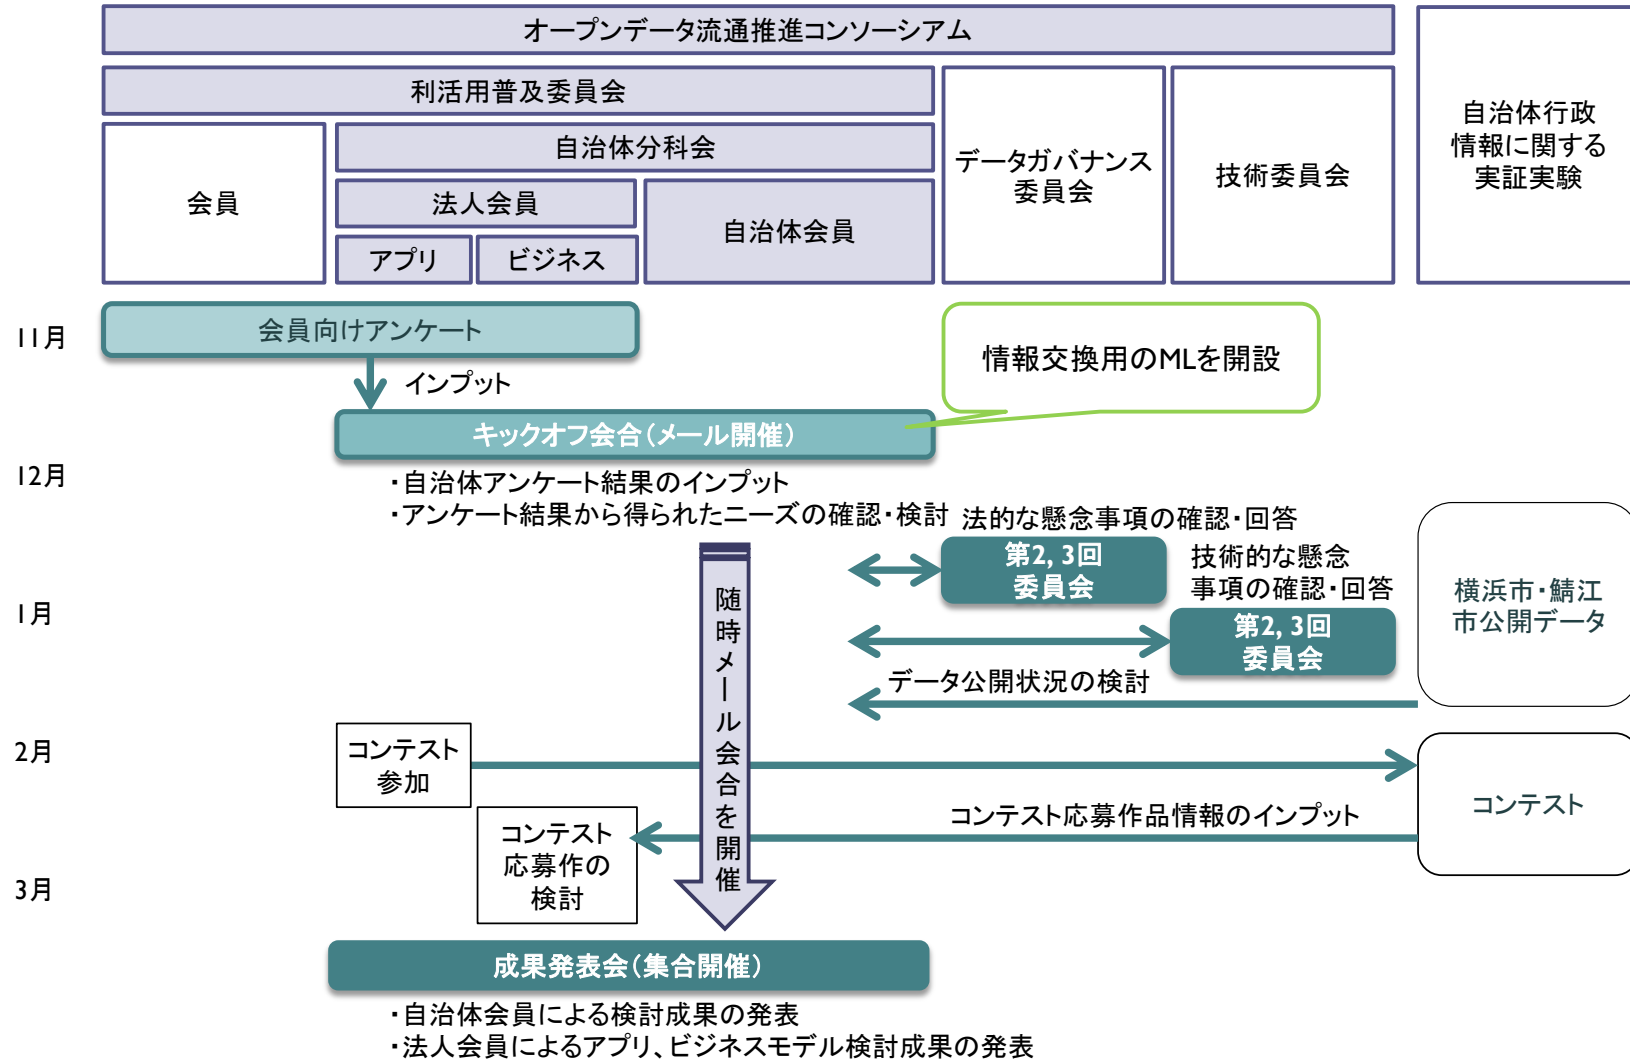 オープンデータ流通推進コンソーシアム
利活用普及委員会
会員
自治体分科会
法人会員
アプリ
ビジネス
自治体会員
データガバナンス
委員会
技術委員会
自治体行政
情報に関する
実証実験
11月
会員向けアンケート
インプット
情報交換用のMLを開設
キックオフ会合(メール開催)
12月
・自治体アンケート結果のインプット
・アンケート結果から得られたニーズの確認・検討
法的な懸念事項の確認・回答
第2, 3回
委員会
技術的な懸念
事項の確認・回答
第2, 3回
委員会
横浜市・鯖江
市公開データ
1月
随時メール会合を開催
データ公開状況の検討
2月
コンテスト
参加
コンテスト
コンテスト応募作品情報のインプット
コンテスト
応募作の
検討
3月
成果発表会(集合開催)
・自治体会員による検討成果の発表
・法人会員によるアプリ、ビジネスモデル検討成果の発表